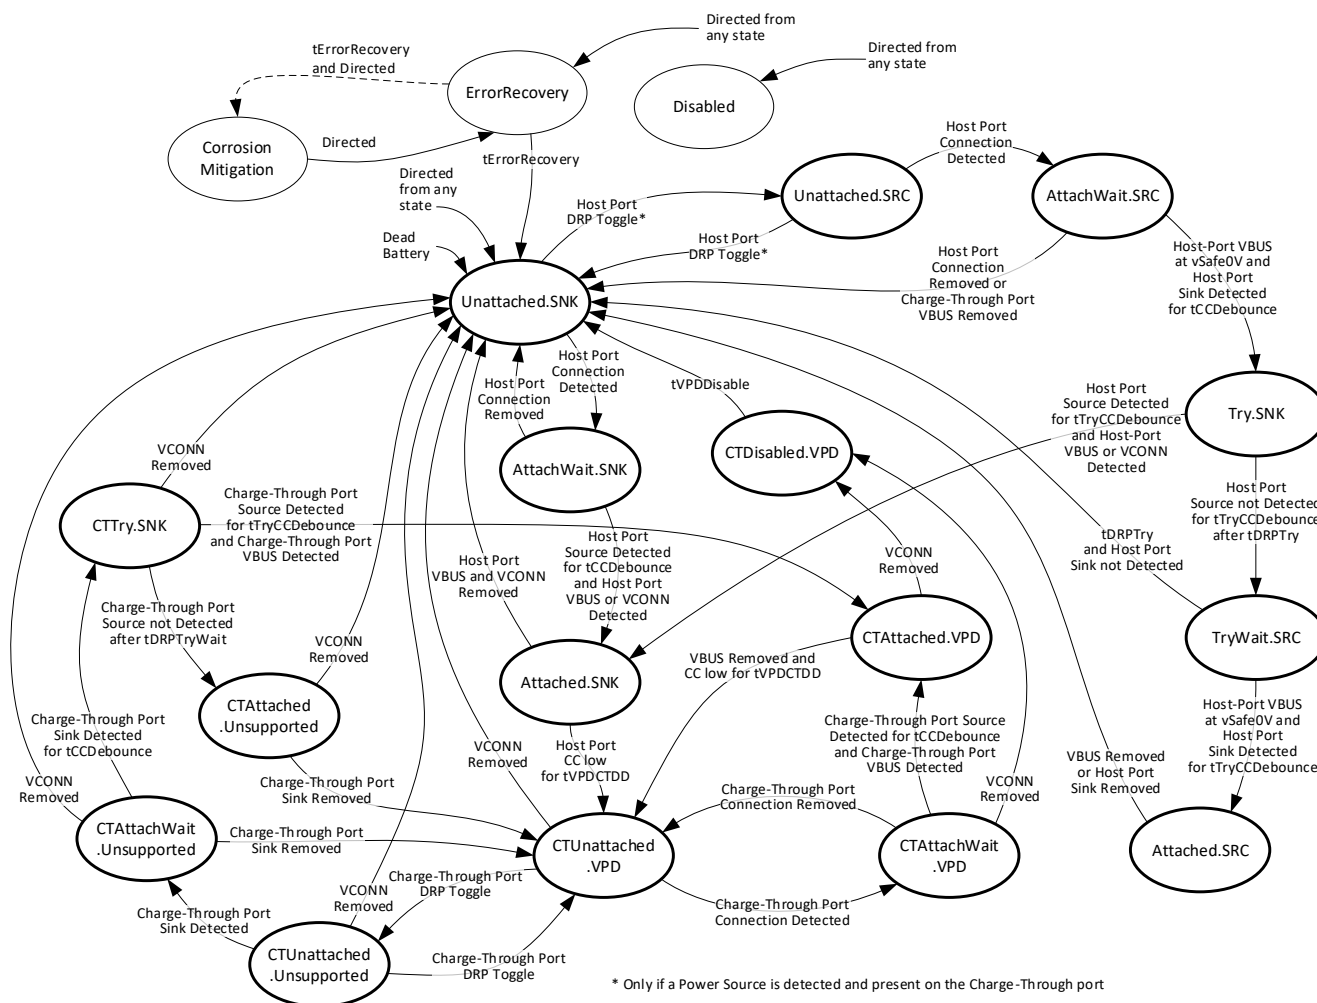 Directed from
any state
Directed from
any state
tErrorRecovery
and Directed
ErrorRecovery
Disabled
Corrosion
Mitigation
Directed
tErrorRecovery
Host Port
Connection
Detected
Directed
from any
state
Dead
Battery
Host Port
DRP Toggle*
Unattached.SRC
AttachWait.SRC
Host Port
DRP Toggle*
Host Port
Connection
Removed or
Charge-Through Port
VBUS Removed
Host-Port VBUS
at vSafe0V and
Host Port
Sink Detected
for tCCDebounce
Unattached.SNK
Host Port
Connection
Detected
Host Port
Connection
Removed
tVPDDisable
Host Port
Source Detected
for tTryCCDebounce
and Host-Port
VBUS or VCONN
Detected
Try.SNK
AttachWait.SNK
CTDisabled.VPD
VCONN
Removed
CTTry.SNK
Charge-Through Port
Source Detected
for tTryCCDebounce
and Charge-Through Port
VBUS Detected
Host Port
Source not Detected
for tTryCCDebounce
after tDRPTry
Host Port
VBUS and VCONN
Removed
Host Port
Source Detected
for tCCDebounce
and Host Port
VBUS or VCONN
Detected
VCONN
Removed
tDRPTry
and Host Port
Sink not Detected
Charge-Through Port
Source not Detected
after tDRPTryWait
VCONN
Removed
CTAttached.VPD
TryWait.SRC
VBUS Removed and
CC low for tVPDCTDD
Attached.SNK
CTAttached
.Unsupported
Charge-Through Port
Sink Detected
for tCCDebounce
Host Port
CC low
for tVPDCTDD
VCONN
Removed
Charge-Through Port Source
Detected for tCCDebounce
and Charge-Through Port
VBUS Detected
Host-Port VBUS
at vSafe0V and
Host Port
Sink Detected
for tTryCCDebounce
VBUS Removed
or Host Port
Sink Removed
VCONN
Removed
VCONN
Removed
Charge-Through Port
Sink Removed
Charge-Through Port
Connection Removed
CTAttachWait
.Unsupported
Charge-Through Port
Sink Removed
CTUnattached
.VPD
CTAttachWait
.VPD
Attached.SRC
Charge-Through Port
DRP Toggle
VCONN
Removed
Charge-Through Port
Sink Detected
Charge-Through Port
Connection Detected
CTUnattached
.Unsupported
Charge-Through Port
DRP Toggle
* Only if a Power Source is detected and present on the Charge-Through port